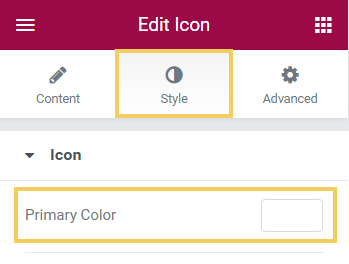 Edit Icon
Content Style Advanced
Icon
Primary Color